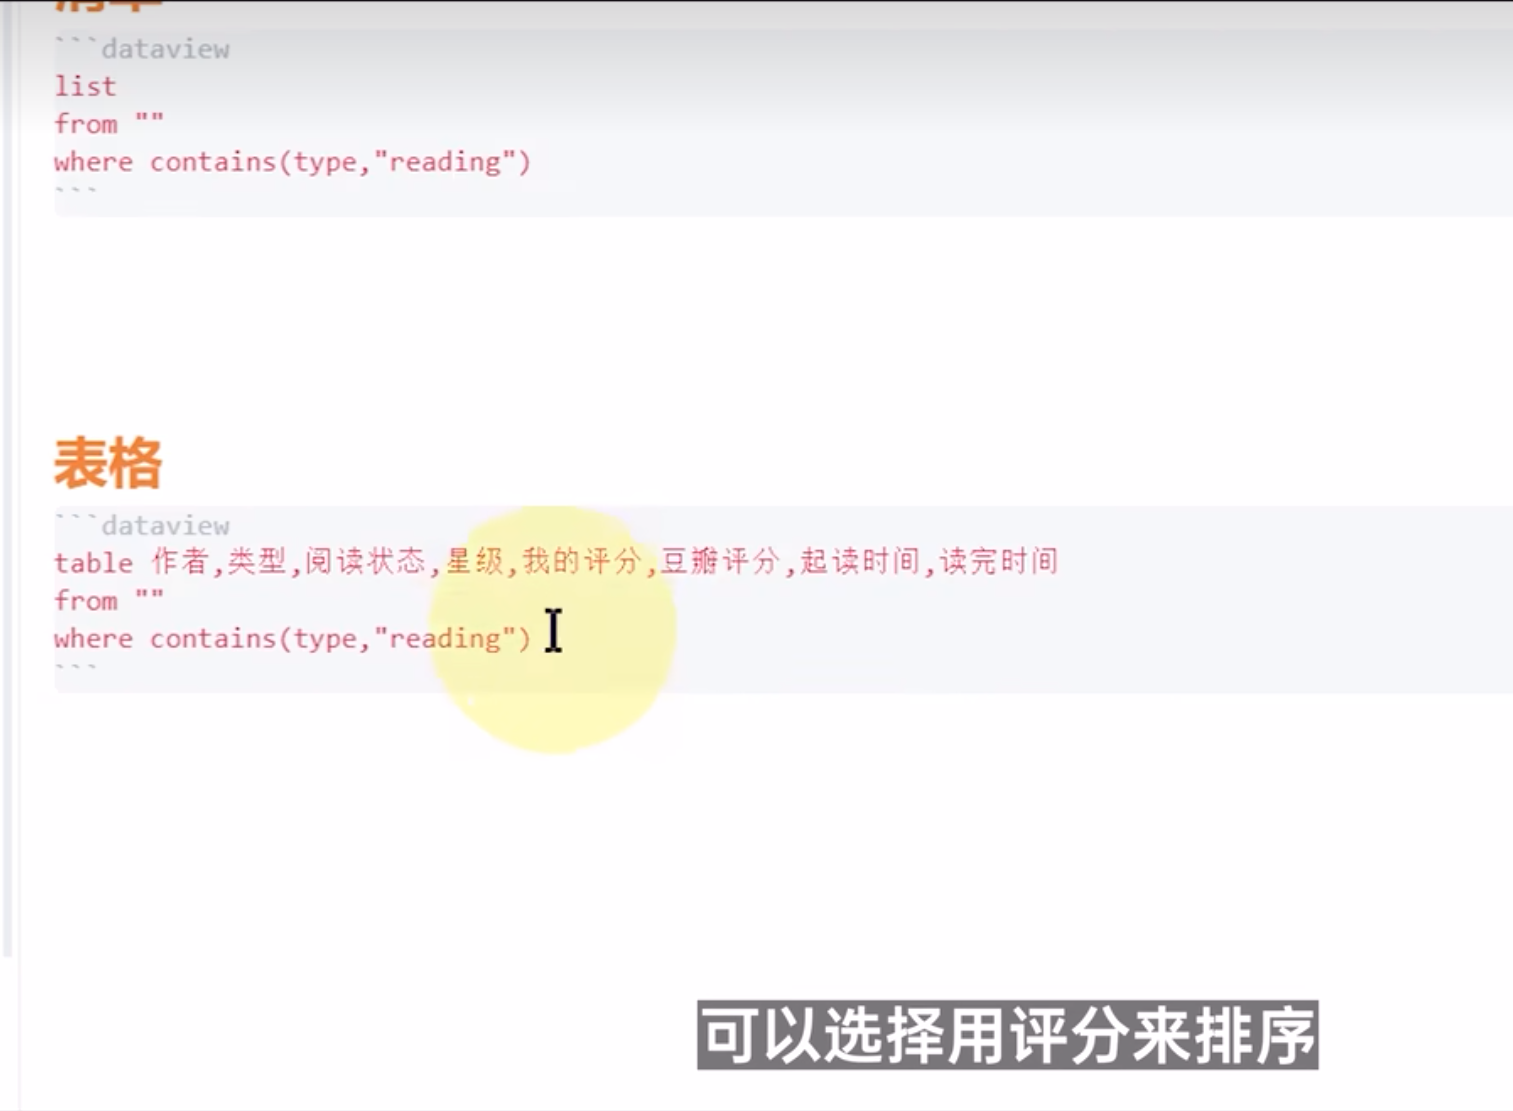 清单
```dataview
list
from ""
where contains(type,"reading")
```
表格
```dataview
table 作者,类型,阅读状态,星级,我的评分,豆瓣评分,起读时间,读完时间
from ""
where contains(type,"reading")
```
可以选择用评分来排序